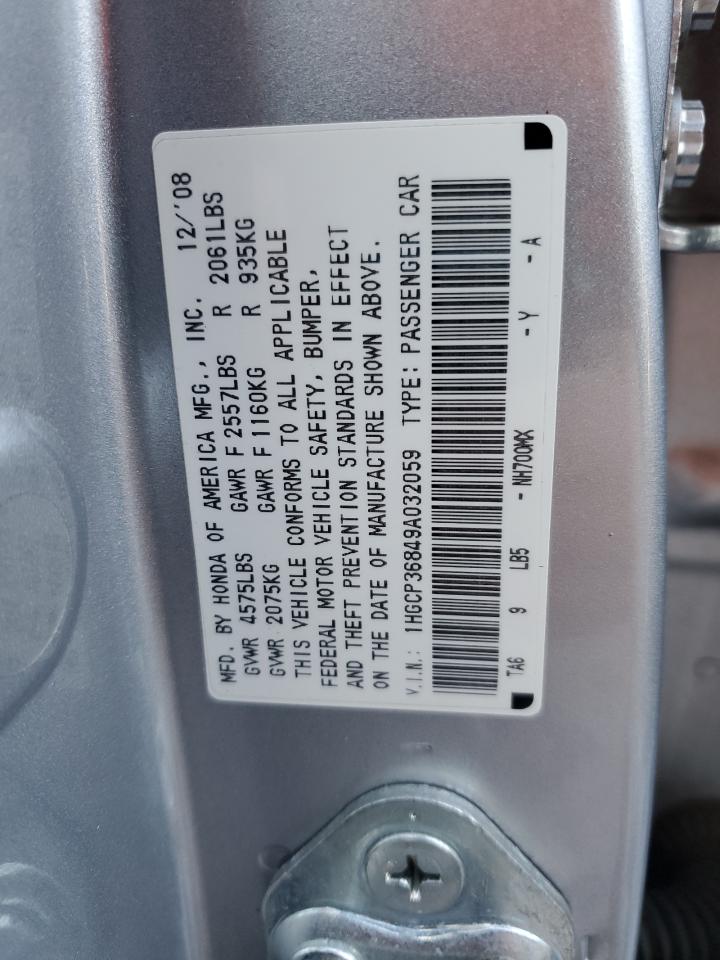 MFD. BY HONDA OF AMERICA MFG., INC. 12/'08
GVWR 4575LBS GAWR F 2557LBS R 2061LBS
GVWR 2075KG GAWR F 1160KG R 935KG
THIS VEHICLE CONFORMS TO ALL APPLICABLE
FEDERAL MOTOR VEHICLE SAFETY, BUMPER,
AND THEFT PREVENTION STANDARDS IN EFFECT
ON THE DATE OF MANUFACTURE SHOWN ABOVE.
V.I.N.: 1HGCP36849A032059 TYPE: PASSENGER CAR
TA6 9 LB5 - NH700MX - Y - A